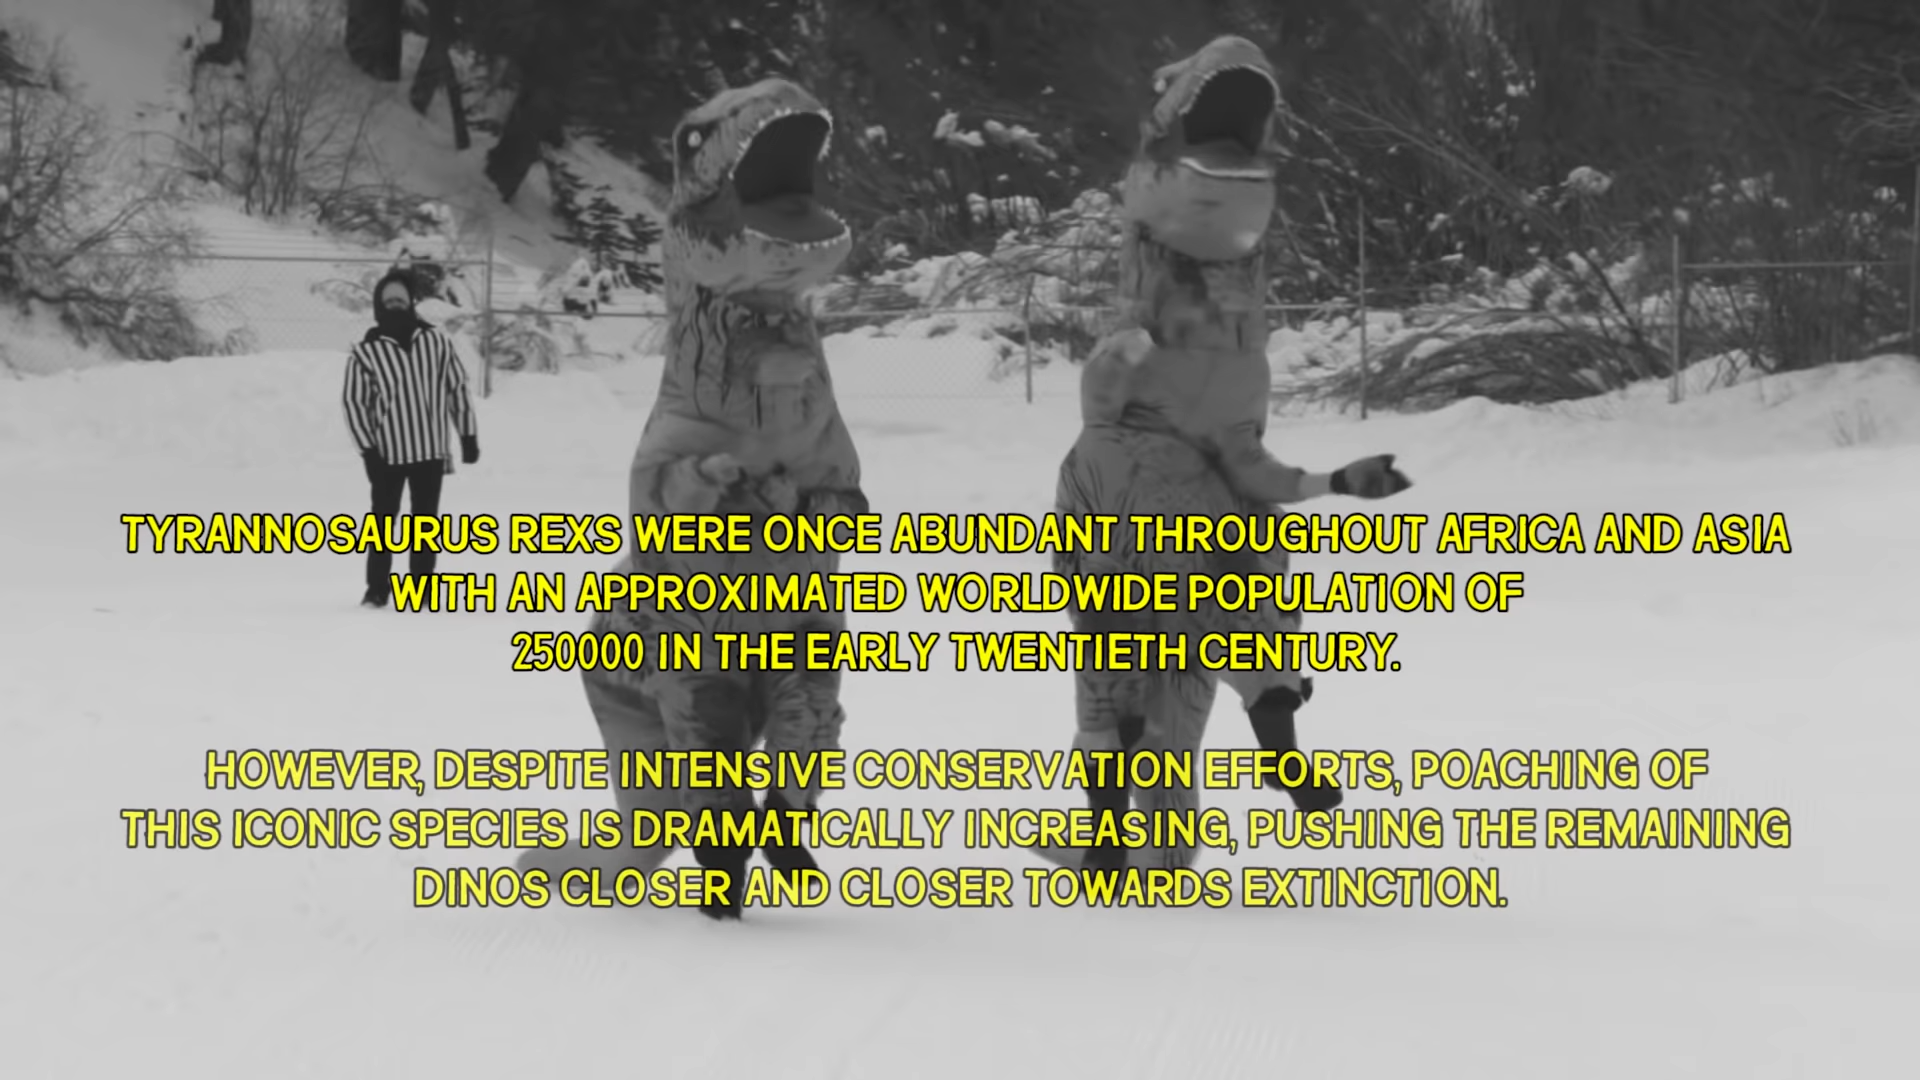 TYRANNOSAURUS REXS WERE ONCE ABUNDANT THROUGHOUT AFRICA AND ASIA
WITH AN APPROXIMATED WORLDWIDE POPULATION OF
250000 IN THE EARLY TWENTIETH CENTURY.
HOWEVER, DESPITE INTENSIVE CONSERVATION EFFORTS, POACHING OF
THIS ICONIC SPECIES IS DRAMATICALLY INCREASING, PUSHING THE REMAINING
DINOS CLOSER AND CLOSER TOWARDS EXTINCTION.